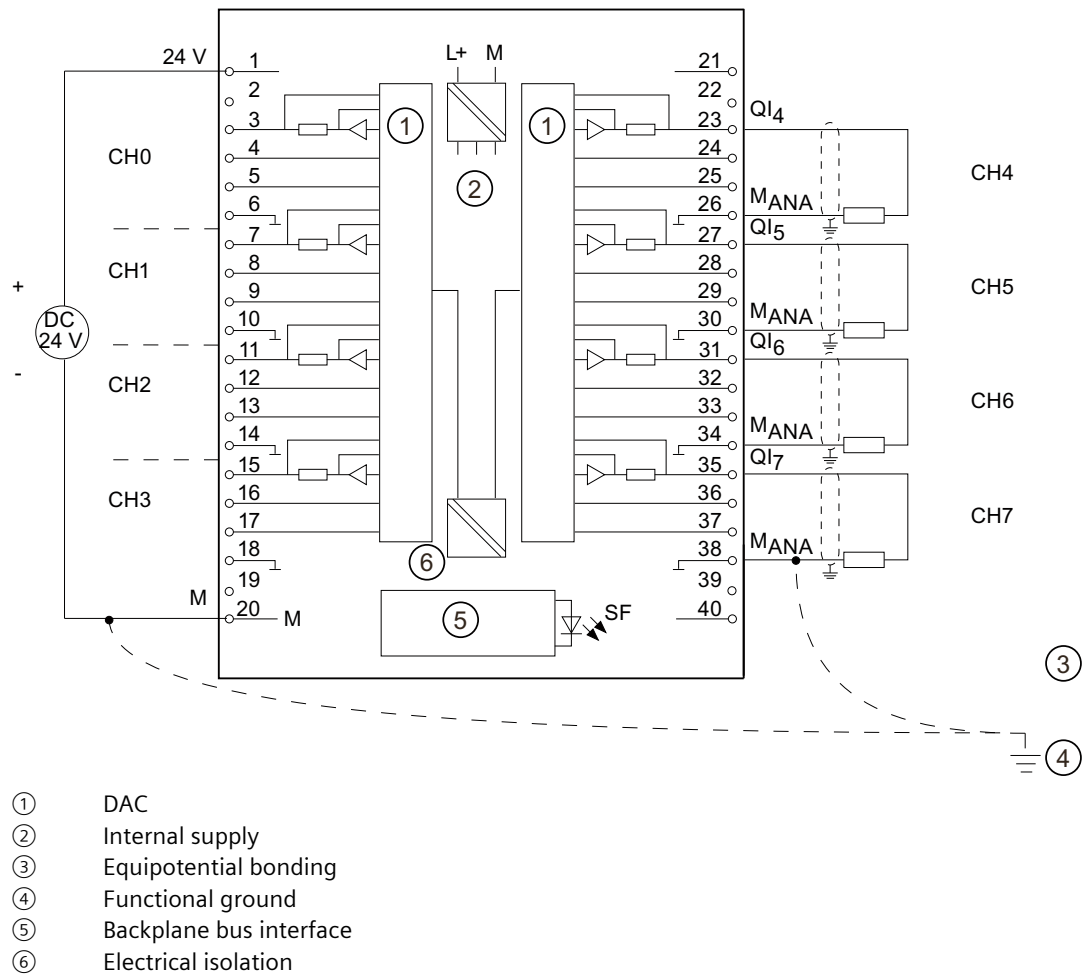 L+ M
24 V 1 21
2 22
3 ① ① 23 QI4
4 24
CH0 CH4
5 ② 25
6 26 MANA
7 27 QI5
CH1 8 28 CH5
9 29
+ 10 30 MANA
DC 24 V
11 31 QI6
-
CH2 12 32 CH6
13 33
14 34 MANA
15 35 QI7
CH3 16 36 CH7
17 37
18 ⑥ 38 MANA
19 39
M 20 M ⑤ SF 40
③
④
① DAC
② Internal supply
③ Equipotential bonding
④ Functional ground
⑤ Backplane bus interface
⑥ Electrical isolation